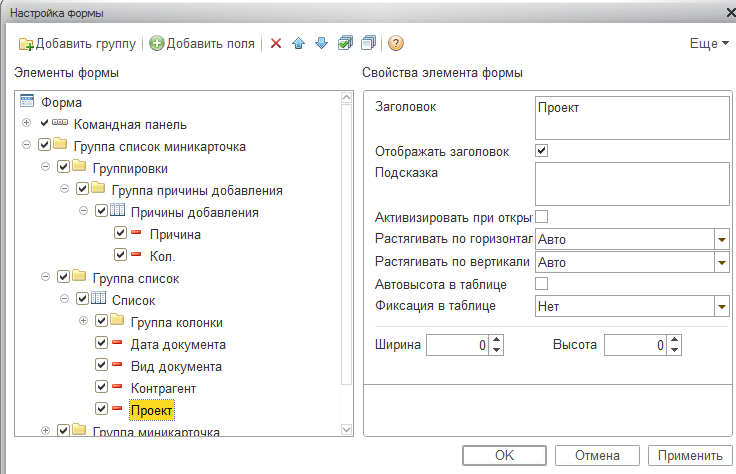 Настройка формы
Добавить группу Добавить поля Еще
Элементы формы
Форма
Командная панель
Группа список миникарточка
Группировки
Группа причины добавления
Причины добавления
Причина
Кол.
Группа список
Список
Группа колонки
Дата документа
Вид документа
Контрагент
Проект
Группа миникарточка
Свойства элемента формы
Заголовок Проект
Отображать заголовок
Подсказка
Активизировать при откры
Растягивать по горизонтал Авто
Растягивать по вертикали Авто
Автовысота в таблице
Фиксация в таблице Нет
Ширина 0 Высота 0
OK Отмена Применить